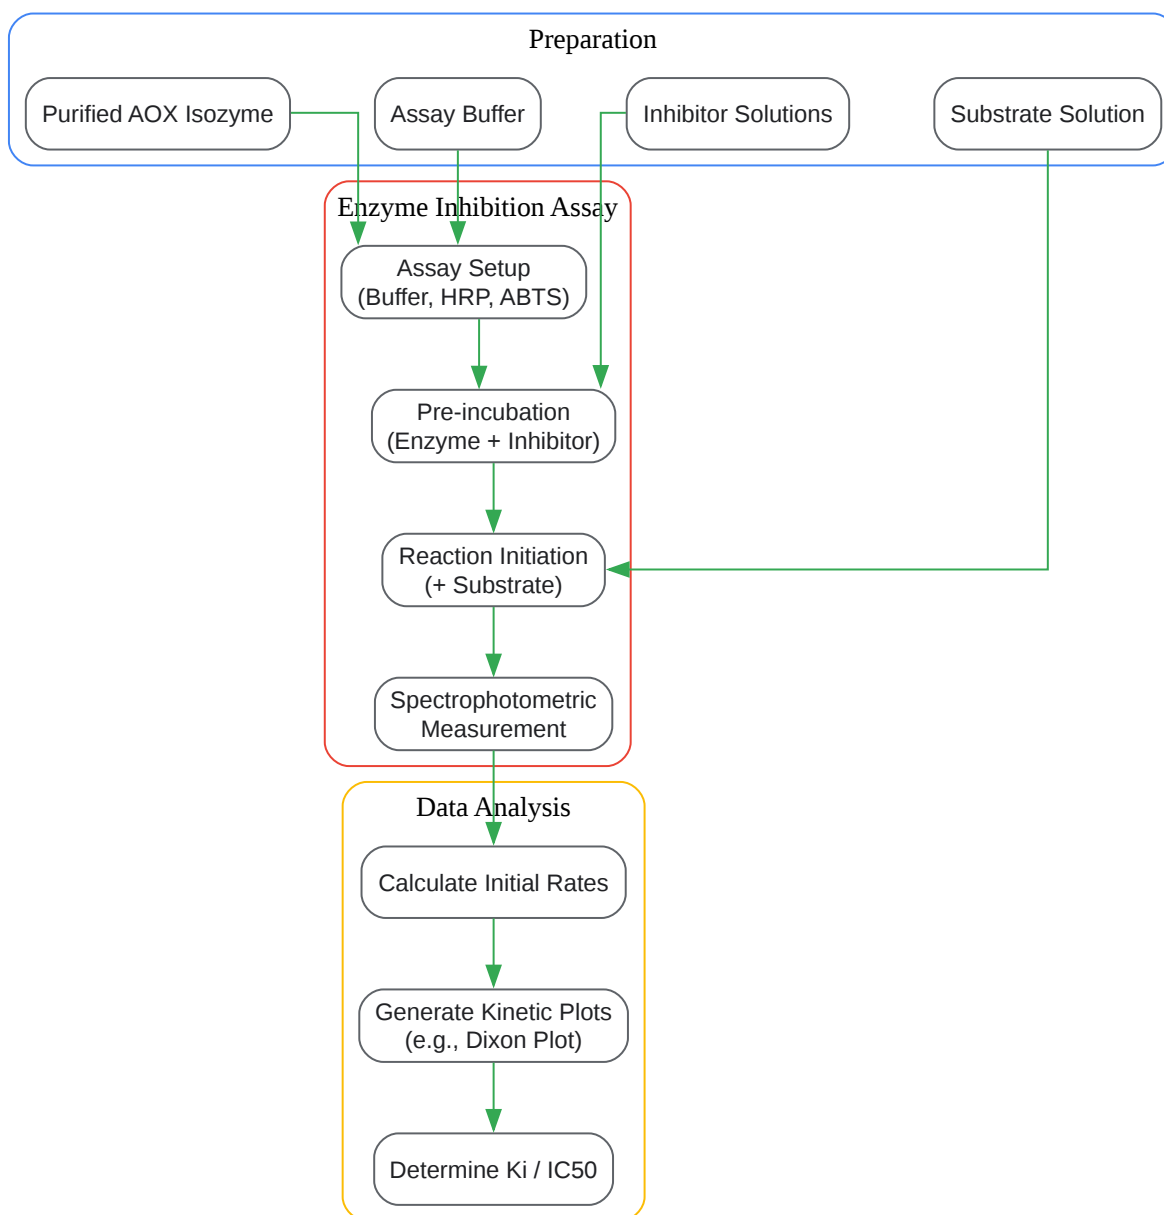 Preparation
Purified AOX Isozyme
Assay Buffer
Inhibitor Solutions
Substrate Solution
Enzyme Inhibition Assay
Assay Setup
(Buffer, HRP, ABTS)
Pre-incubation
(Enzyme + Inhibitor)
Reaction Initiation
(+ Substrate)
Spectrophotometric
Measurement
Data Analysis
Calculate Initial Rates
Generate Kinetic Plots
(e.g., Dixon Plot)
Determine Ki / IC50